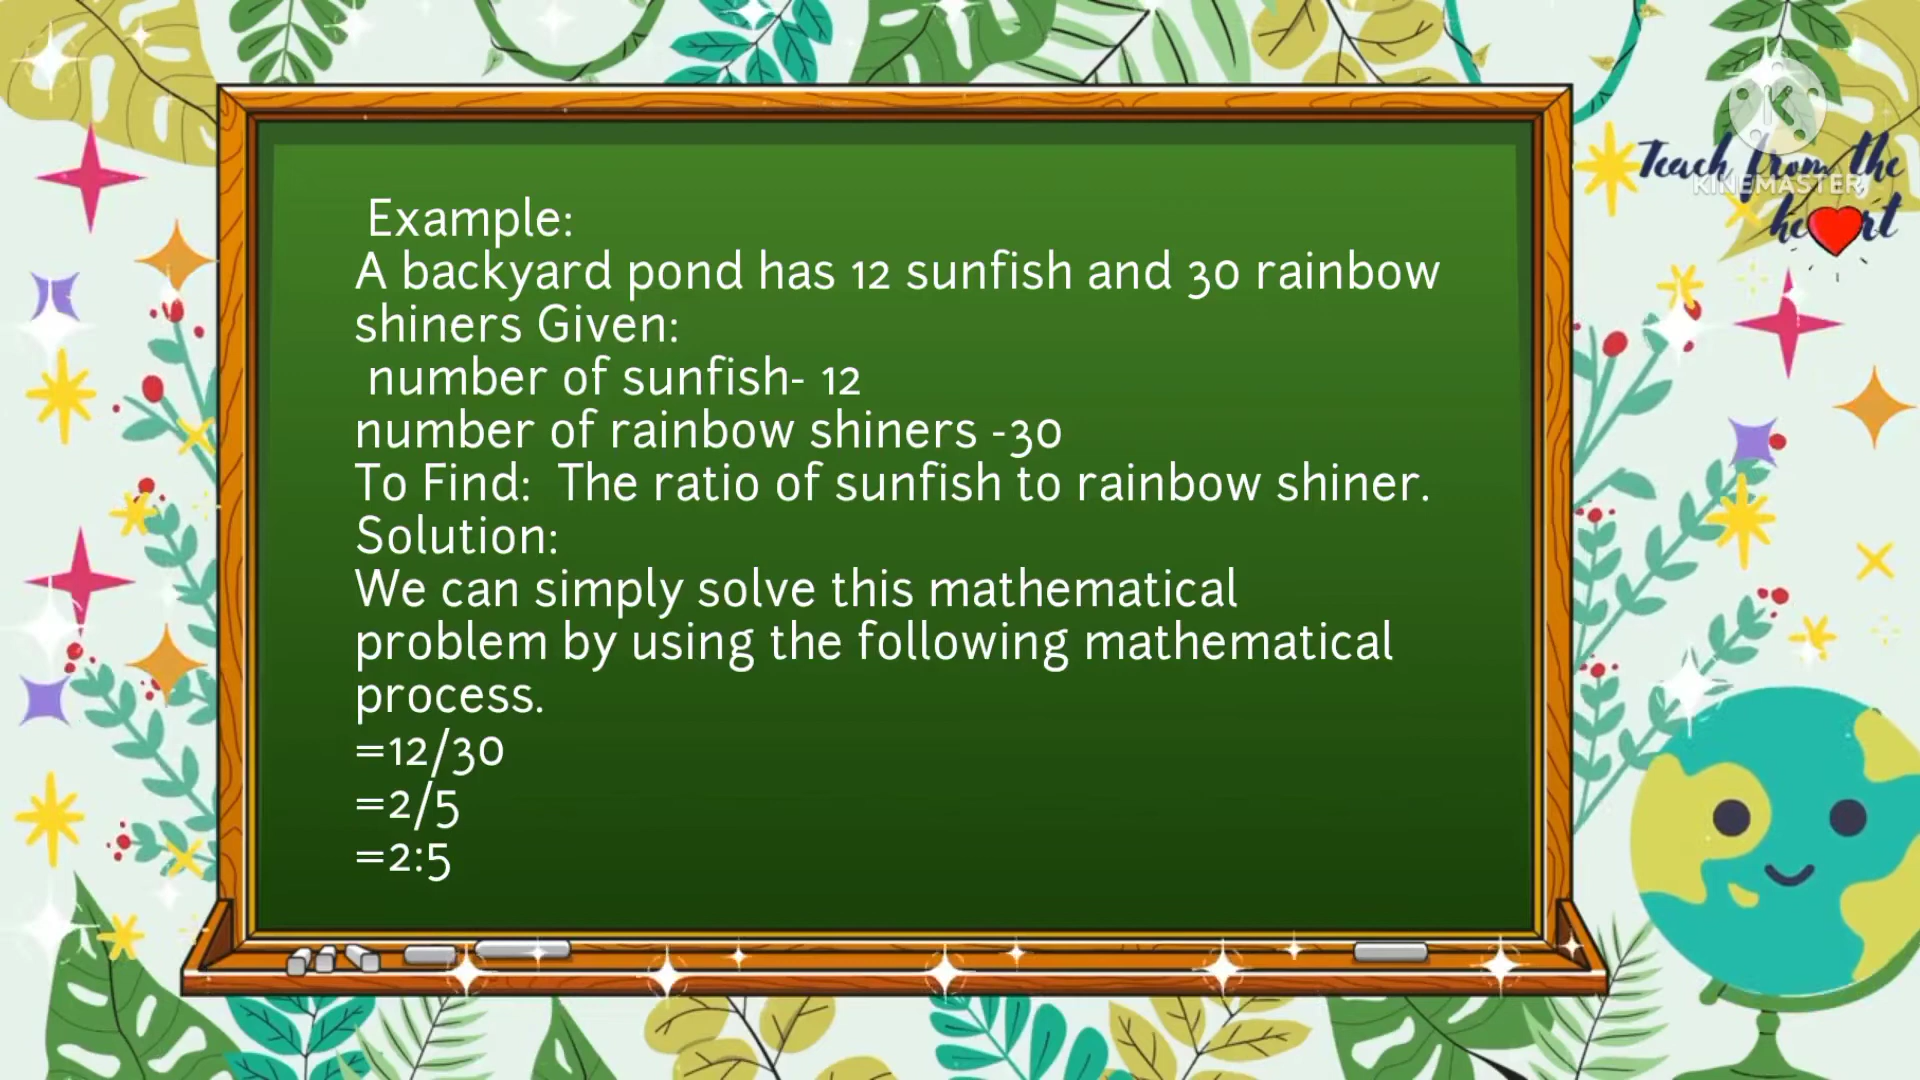 Example:
A backyard pond has 12 sunfish and 30 rainbow
shiners Given:
number of sunfish- 12
number of rainbow shiners -30
To Find: The ratio of sunfish to rainbow shiner.
Solution:
We can simply solve this mathematical
problem by using the following mathematical
process.
=12/30
=2/5
=2:5
Teach from the
heart
KINEMASTER